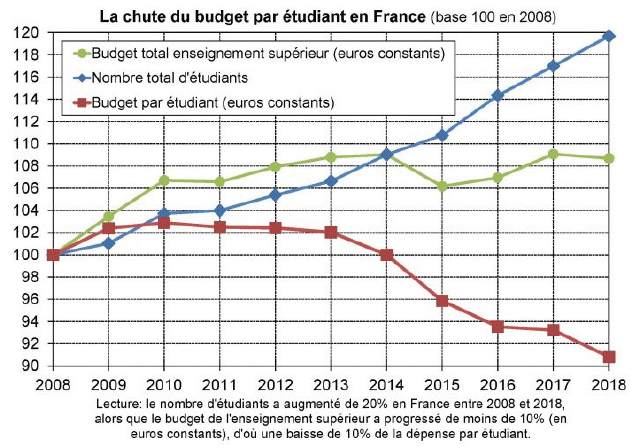 La chute du budget par étudiant en France (base 100 en 2008)
120
118
116
114
112
110
108
106
104
102
100
98
96
94
92
90
Budget total enseignement supérieur (euros constants)
Nombre total d'étudiants
Budget par étudiant (euros constants)
2008 2009 2010 2011 2012 2013 2014 2015 2016 2017 2018
Lecture: le nombre d'étudiants a augmenté de 20% en France entre 2008 et 2018,
alors que le budget de l'enseignement supérieur a progressé de moins de 10% (en
euros constants), d'où une baisse de 10% de la dépense par étudiant.